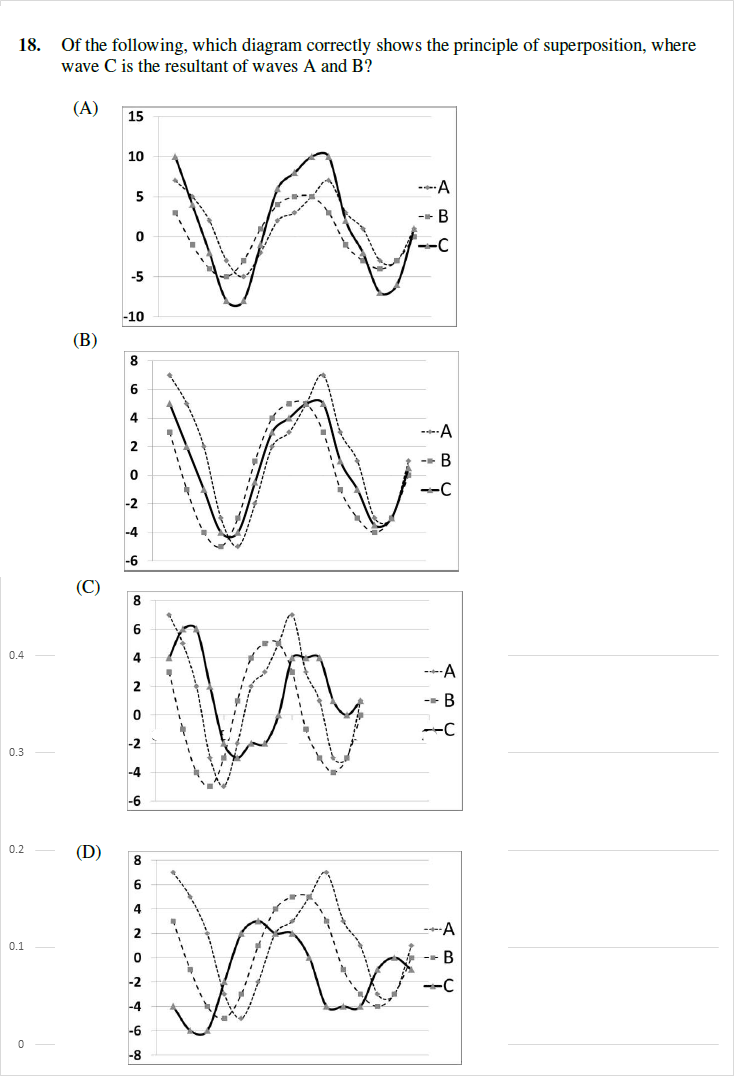 18. Of the following, which diagram correctly shows the principle of superposition, where
wave C is the resultant of waves A and B?
(A)
15
10
5
0
-5
-10
A
B
C
(B)
8
6
4
2
0
-2
-4
-6
A
B
C
(C)
8
6
4
2
0
-2
-4
-6
A
B
C
0.4
0.3
0.2
0.1
0
(D)
8
6
4
2
0
-2
-4
-6
-8
A
B
C